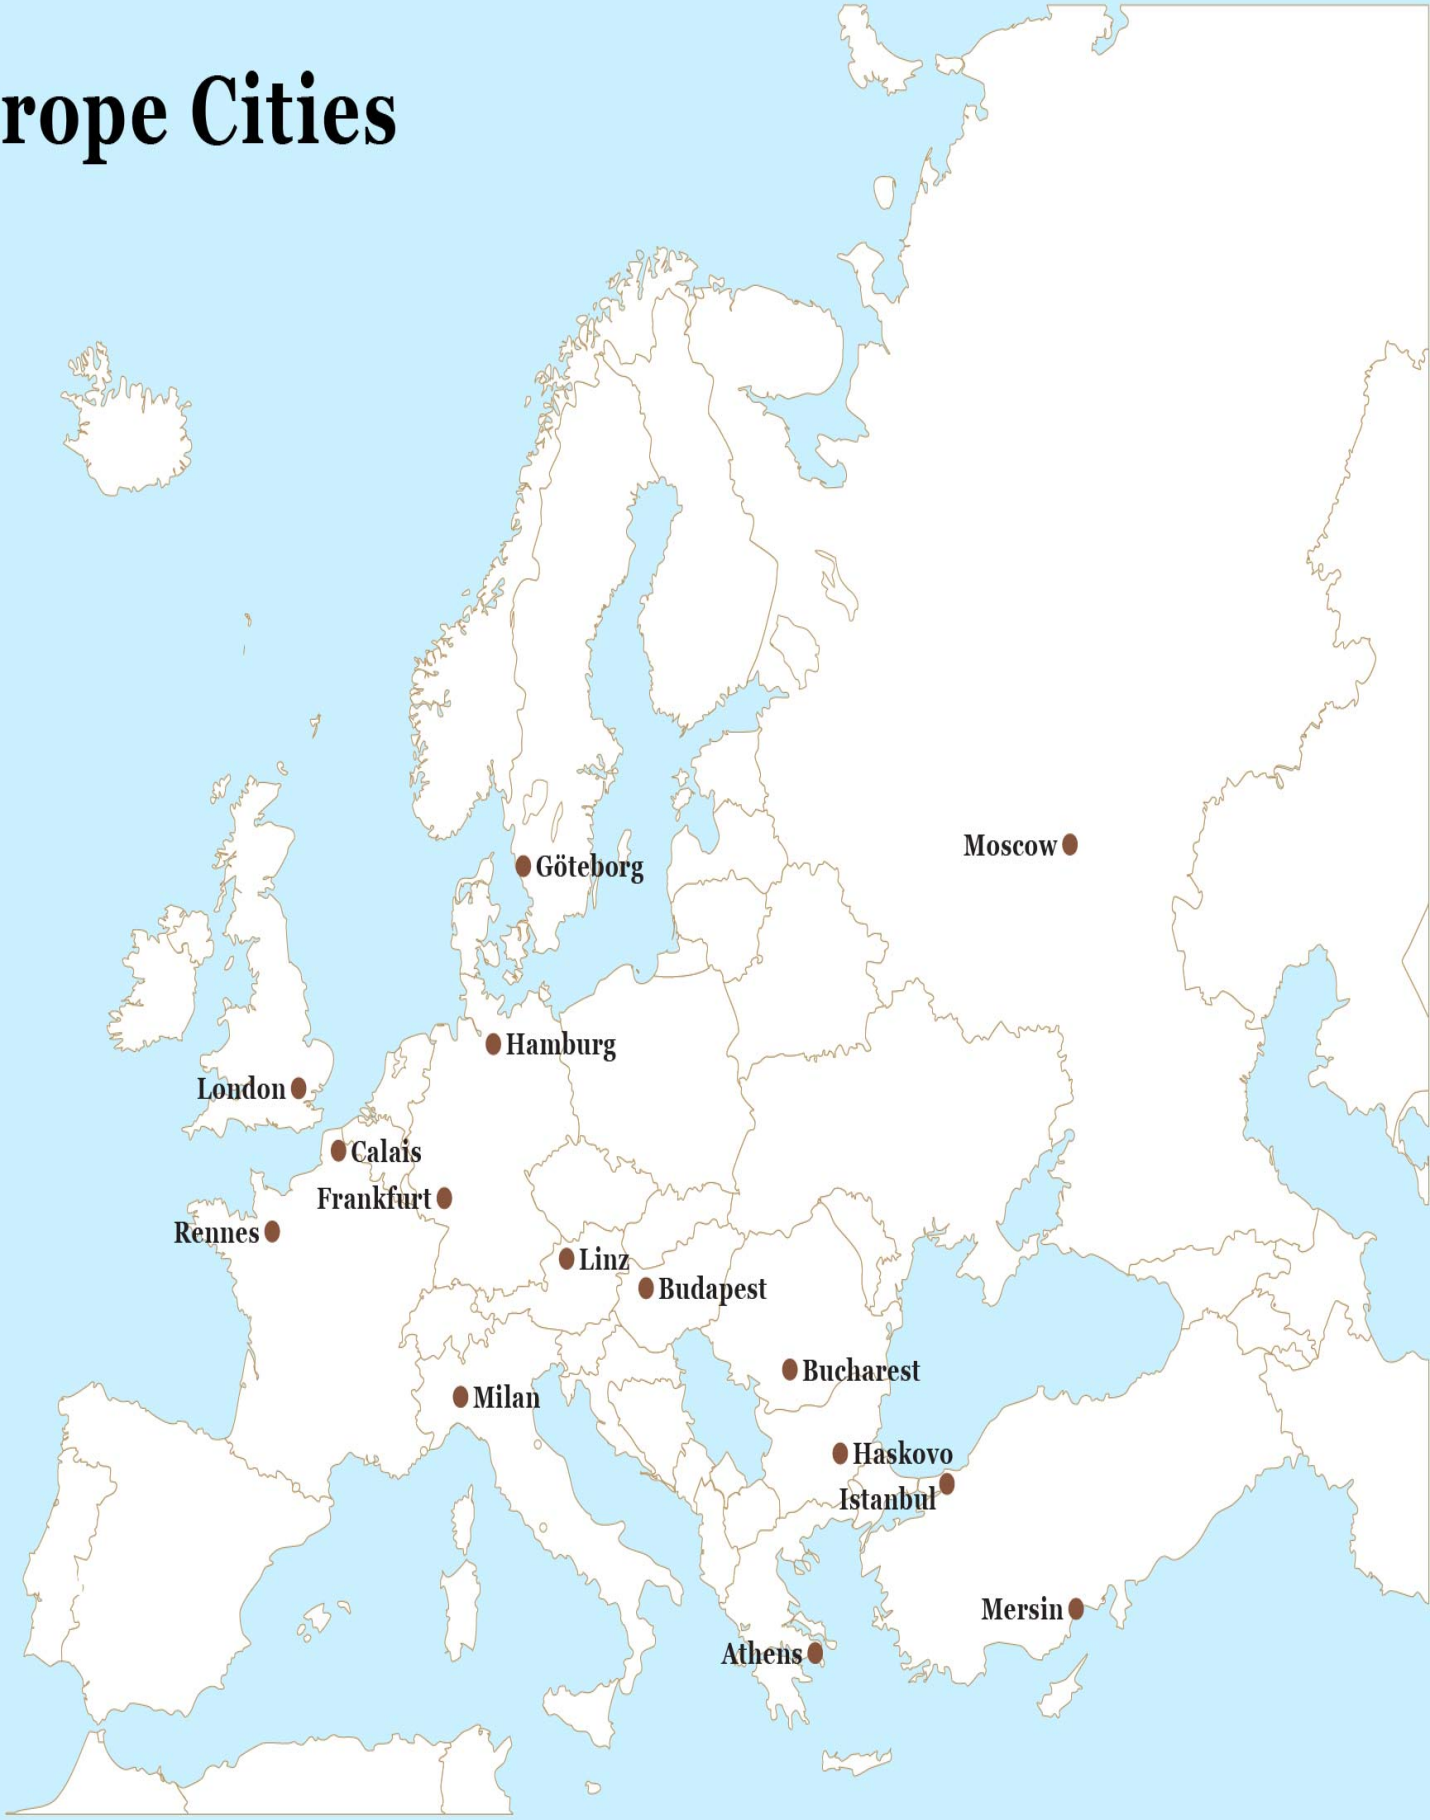 rope Cities
Moscow
Göteborg
Hamburg
London
Calais
Frankfurt
Rennes
Linz
Budapest
Bucharest
Milan
Haskovo
Istanbul
Mersin
Athens